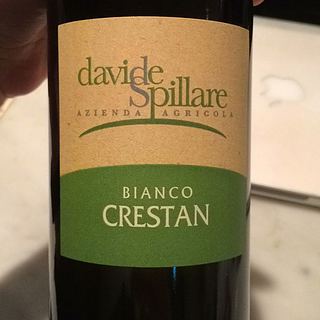 davide
Spillare
AZIENDA AGRICOLA
BIANCO
CRESTAN